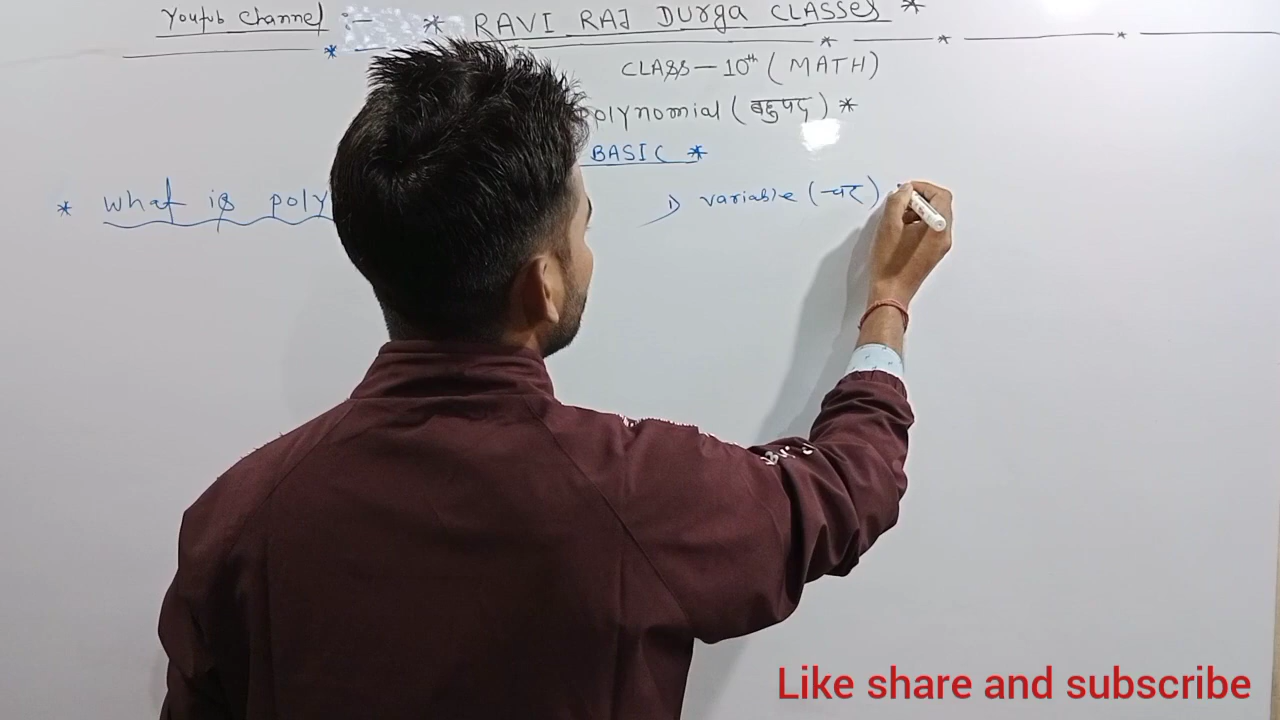 Youtub Channel :- * RAVI RAJ DURGA CLASSES *
CLASS - 10th (MATH)
Polynomial (बहुपद) *
BASIC *
* what is poly
1) variable (चर)
Like share and subscribe